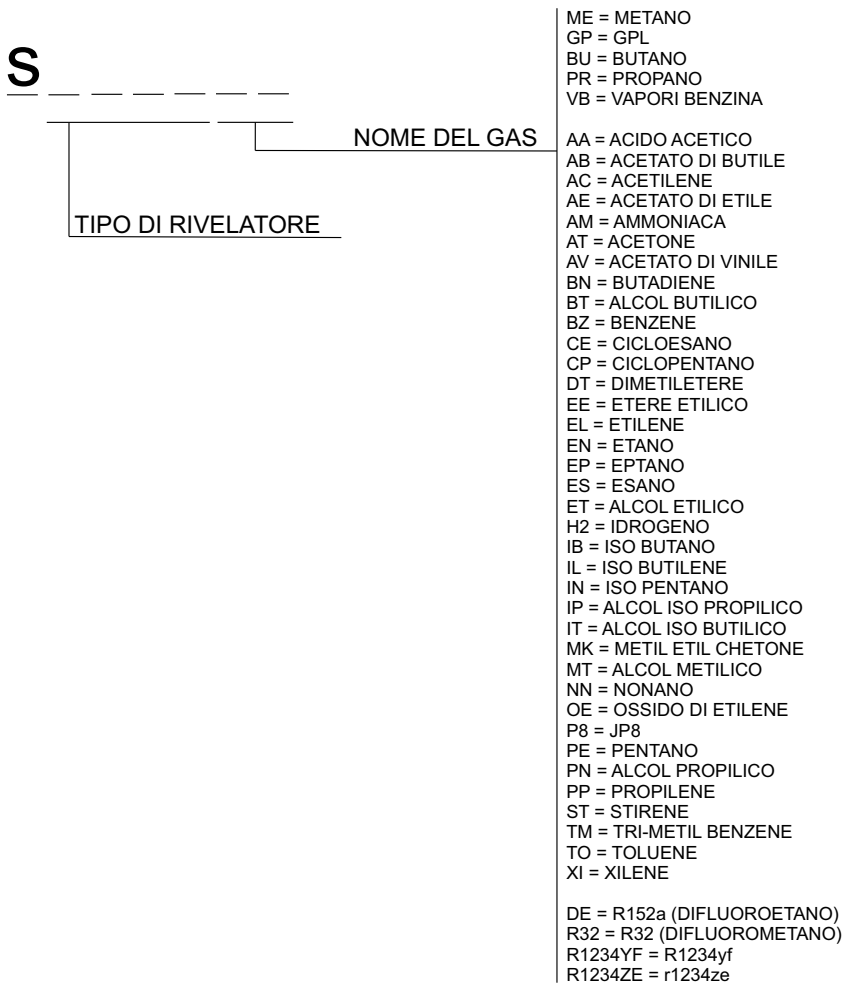 S
NOME DEL GAS
TIPO DI RIVELATORE
ME = METANO
GP = GPL
BU = BUTANO
PR = PROPANO
VB = VAPORI BENZINA
AA = ACIDO ACETICO
AB = ACETATO DI BUTILE
AC = ACETILENE
AE = ACETATO DI ETILE
AM = AMMONIACA
AT = ACETONE
AV = ACETATO DI VINILE
BN = BUTADIENE
BT = ALCOL BUTILICO
BZ = BENZENE
CE = CICLOESANO
CP = CICLOPENTANO
DT = DIMETILETERE
EE = ETERE ETILICO
EL = ETILENE
EN = ETANO
EP = EPTANO
ES = ESANO
ET = ALCOL ETILICO
H2 = IDROGENO
IB = ISO BUTANO
IL = ISO BUTILENE
IN = ISO PENTANO
IP = ALCOL ISO PROPILICO
IT = ALCOL ISO BUTILICO
MK = METIL ETIL CHETONE
MT = ALCOL METILICO
NN = NONANO
OE = OSSIDO DI ETILENE
P8 = JP8
PE = PENTANO
PN = ALCOL PROPILICO
PP = PROPILENE
ST = STIRENE
TM = TRI-METIL BENZENE
TO = TOLUENE
XI = XILENE
DE = R152a (DIFLUOROETANO)
R32 = R32 (DIFLUOROMETANO)
R1234YF = R1234yf
R1234ZE = r1234ze